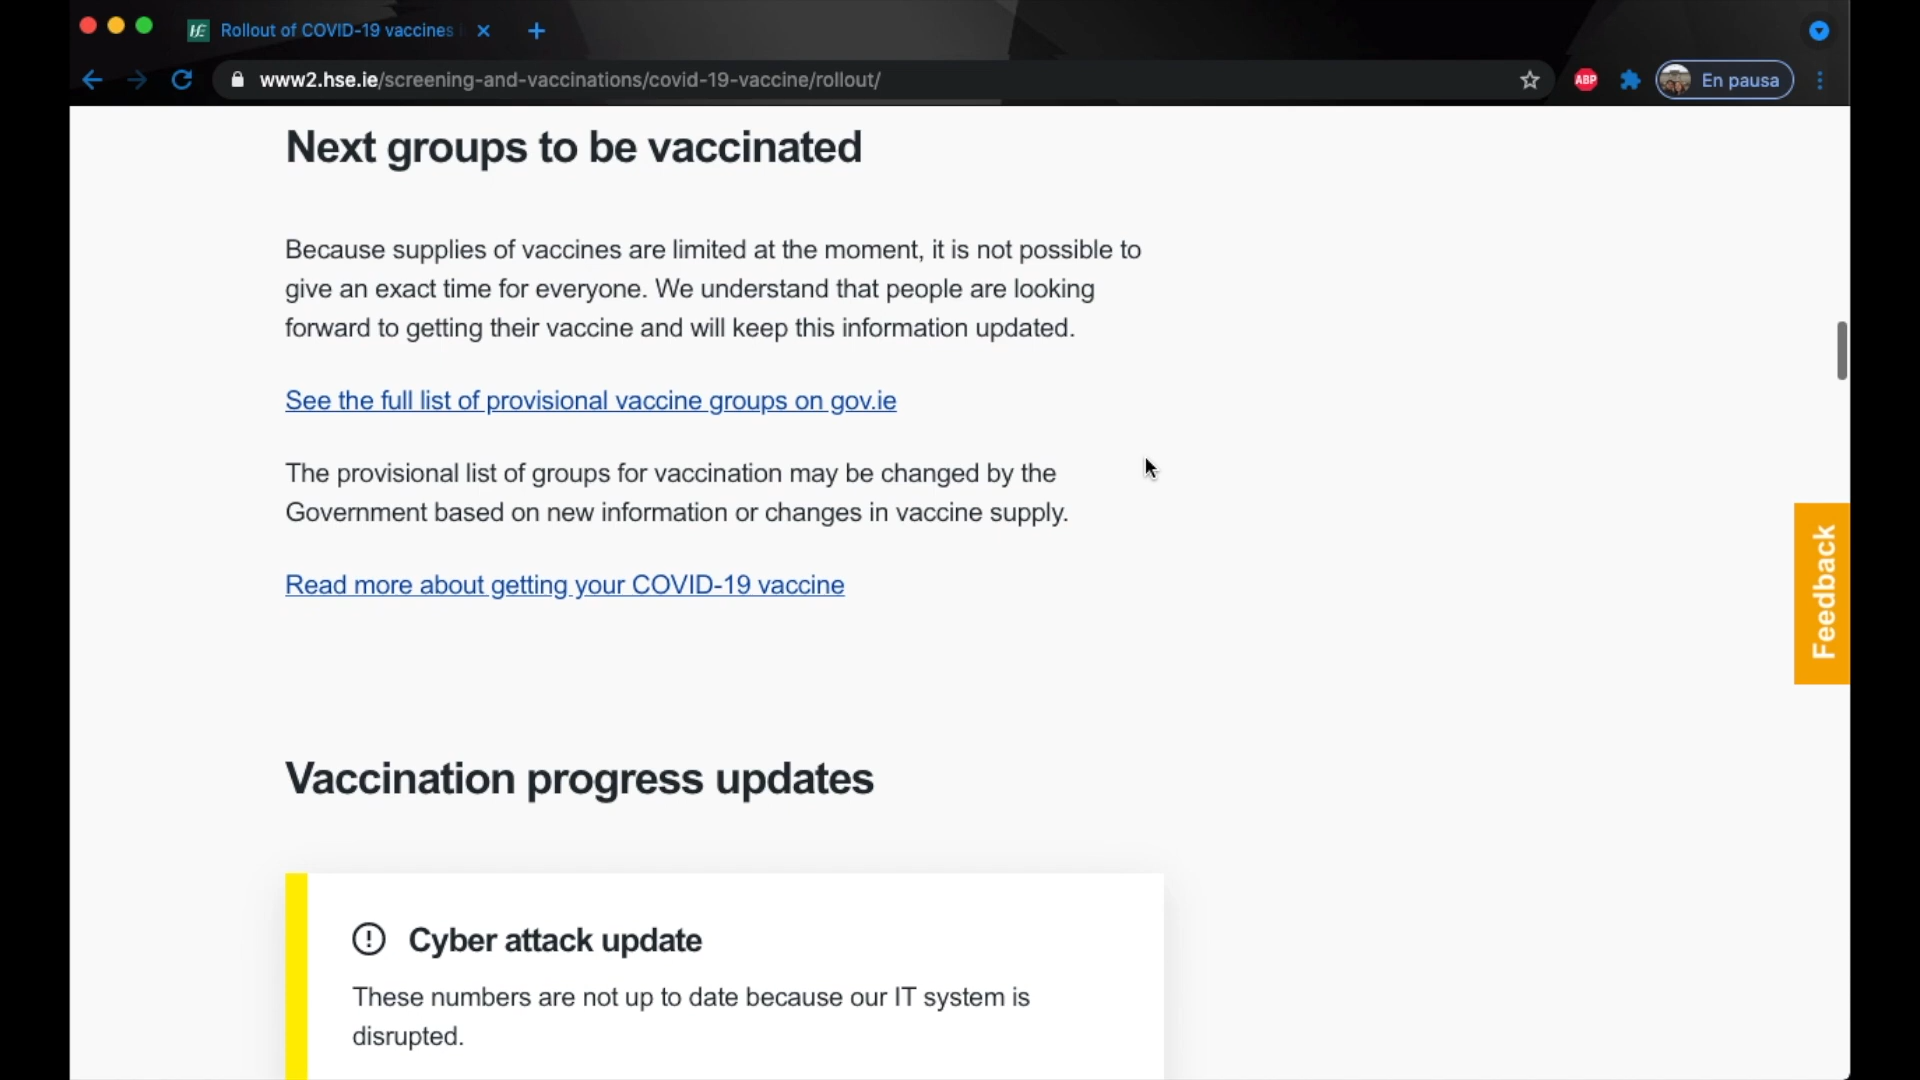 Rollout of COVID-19 vaccines
www2.hse.ie/screening-and-vaccinations/covid-19-vaccine/rollout/
ABP
En pausa
Next groups to be vaccinated
Because supplies of vaccines are limited at the moment, it is not possible to
give an exact time for everyone. We understand that people are looking
forward to getting their vaccine and will keep this information updated.
See the full list of provisional vaccine groups on gov.ie
The provisional list of groups for vaccination may be changed by the
Government based on new information or changes in vaccine supply.
Read more about getting your COVID-19 vaccine
Feedback
Vaccination progress updates
Cyber attack update
These numbers are not up to date because our IT system is
disrupted.